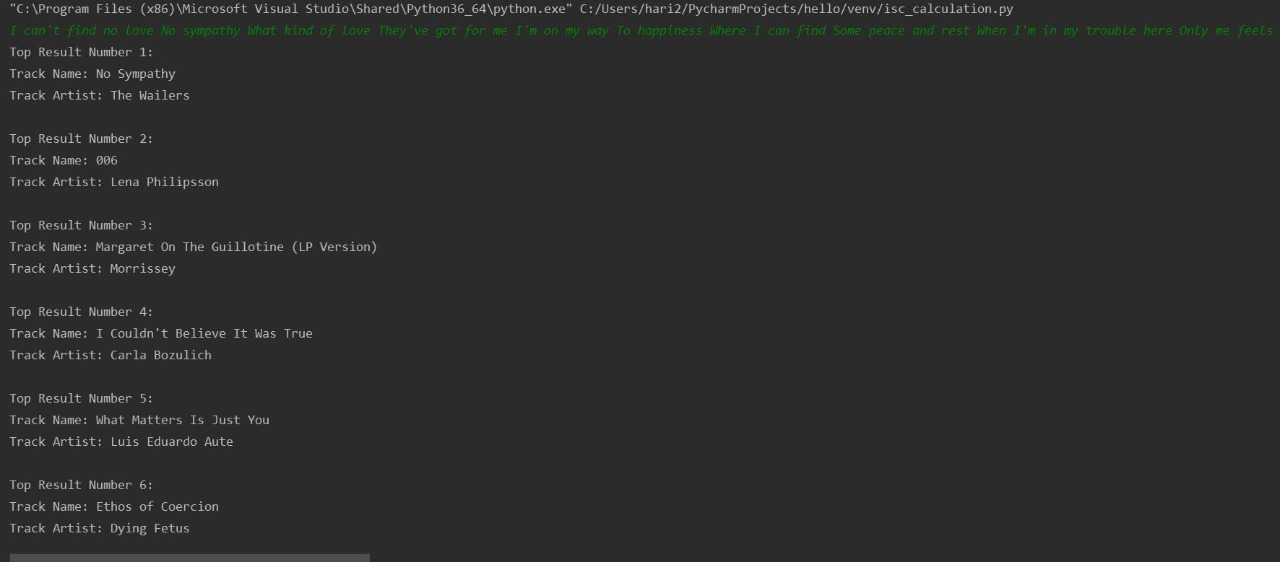 "C:\Program Files (x86)\Microsoft Visual Studio\Shared\Python36_64\python.exe" C:/Users/hari2/PycharmProjects/hello/venv/isc_calculation.py
I can't find no love No sympathy What kind of love They've got for me I'm on my way To happiness Where I can find Some peace and rest When I'm in my trouble here Only me feels
Top Result Number 1:
Track Name: No Sympathy
Track Artist: The Wailers
Top Result Number 2:
Track Name: 006
Track Artist: Lena Philipsson
Top Result Number 3:
Track Name: Margaret On The Guillotine (LP Version)
Track Artist: Morrissey
Top Result Number 4:
Track Name: I Couldn't Believe It Was True
Track Artist: Carla Bozulich
Top Result Number 5:
Track Name: What Matters Is Just You
Track Artist: Luis Eduardo Aute
Top Result Number 6:
Track Name: Ethos of Coercion
Track Artist: Dying Fetus